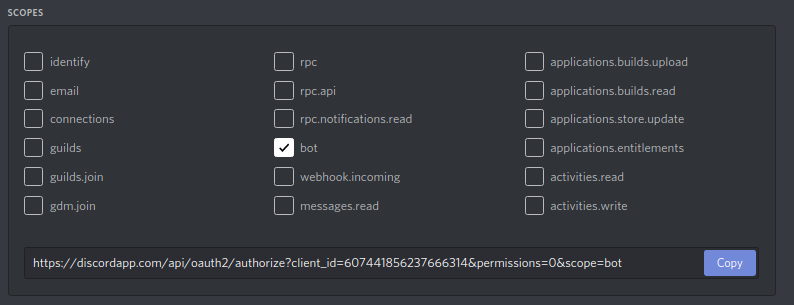 SCOPES
identify
rpc
applications.builds.upload
email
rpc.api
applications.builds.read
connections
rpc.notifications.read
applications.store.update
guilds
bot
applications.entitlements
guilds.join
webhook.incoming
activities.read
gdm.join
messages.read
activities.write
https://discordapp.com/api/oauth2/authorize?client_id=607441856237666314&permissions=0&scope=bot
Copy